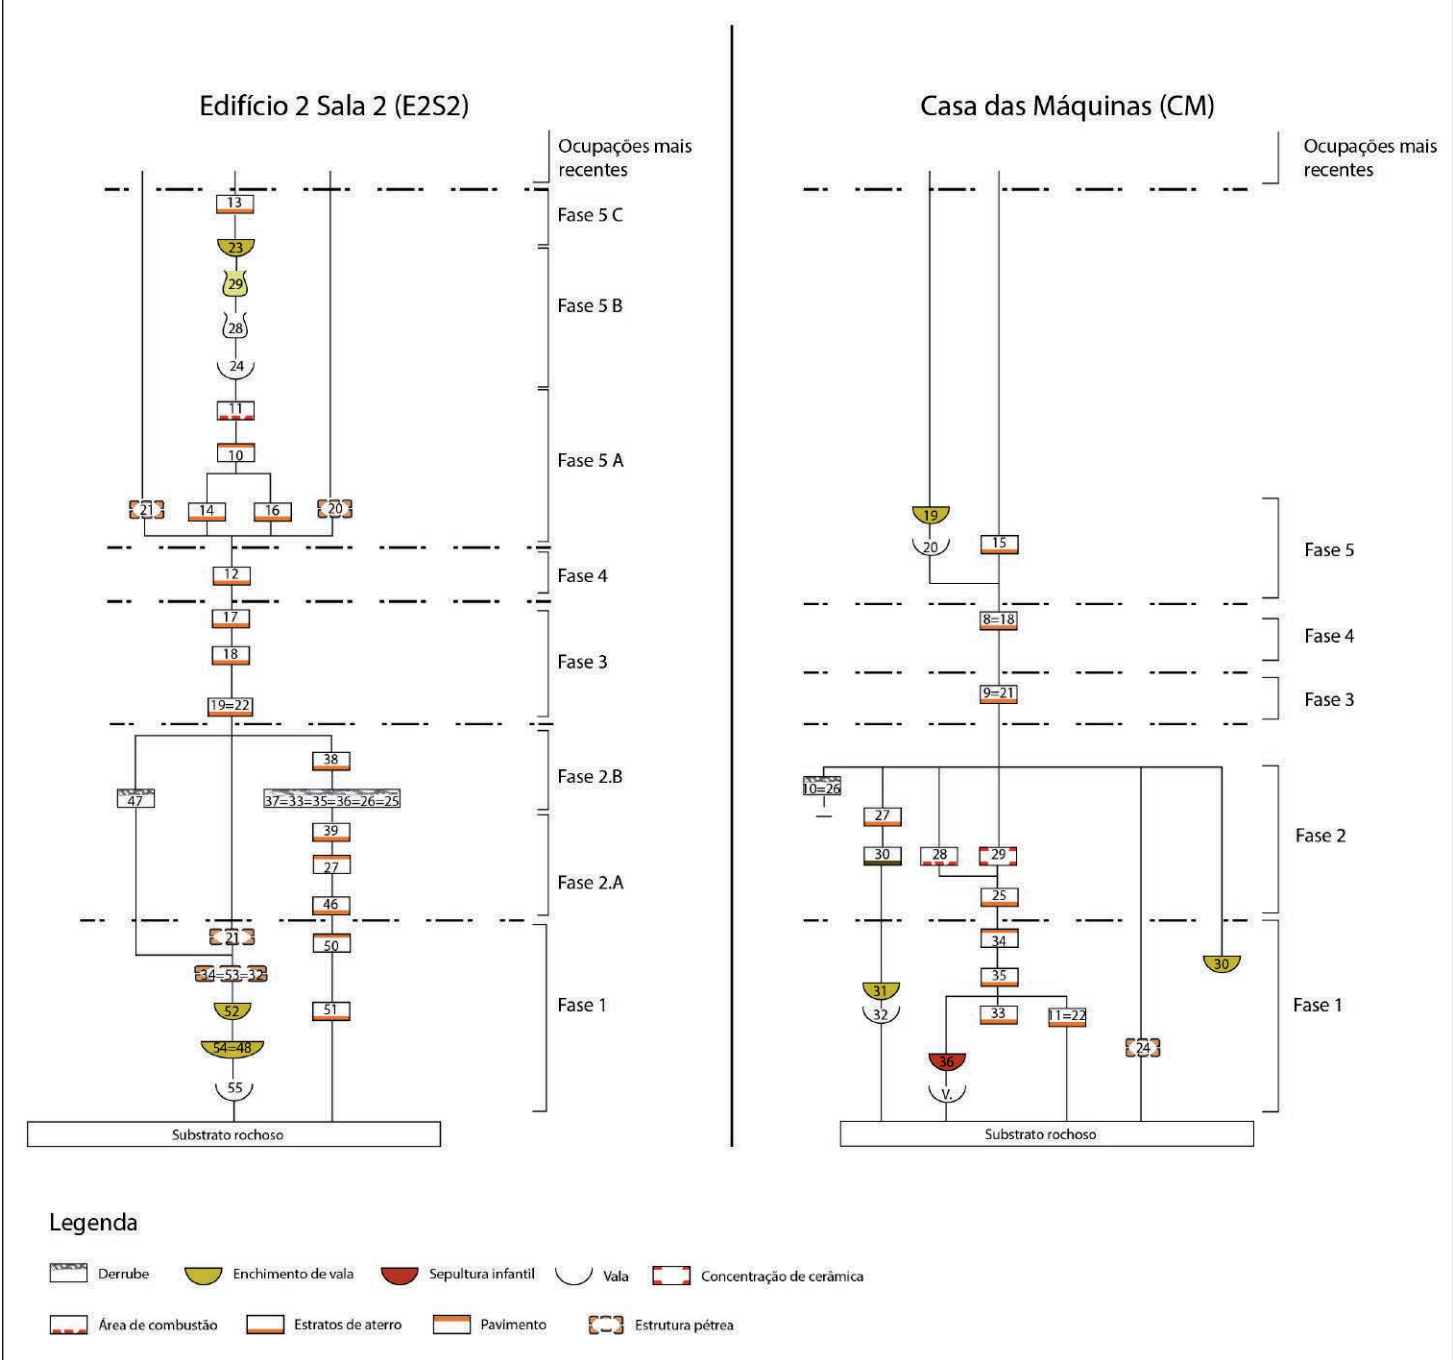 Edifício 2 Sala 2 (E2S2)
Ocupações mais
recentes
13
Fase 5 C
23
29
Fase 5 B
28
24
11
10
Fase 5 A
21
14
16
20
12
Fase 4
17
18
Fase 3
19=22
38
Fase 2.B
47
37=33=35=36=26=25
39
27
Fase 2.A
46
21
50
34=53=32
52
51
Fase 1
54=48
55
Substrato rochoso
Casa das Máquinas (CM)
Ocupações mais
recentes
19
20
15
Fase 5
8=18
Fase 4
9=21
Fase 3
10=26
27
Fase 2
30
28
29
25
34
30
35
31
32
33
11=22
Fase 1
24
36
V.
Substrato rochoso
Legenda
Derrube
Enchimento de vala
Sepultura infantil
Vala
Concentração de cerâmica
Área de combustão
Estratos de aterro
Pavimento
Estrutura pétrea